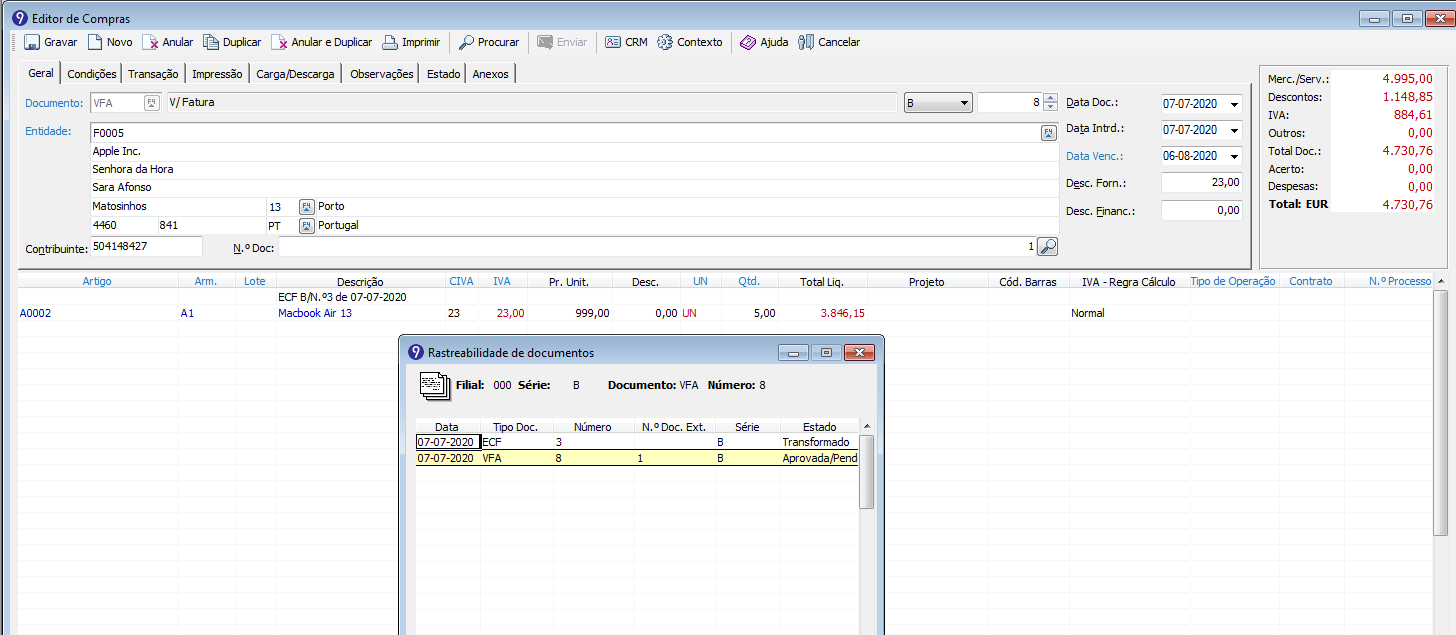 Editor de Compras
Gravar Novo Anular Duplicar Anular e Duplicar Imprimir Procurar Enviar CRM Contexto Ajuda Cancelar
Geral Condições Transação Impressão Carga/Descarga Observações Estado Anexos
Documento: VFA F4 V/ Fatura B 8 Data Doc.: 07-07-2020
Entidade: F0005 F4 Data Intrd.: 07-07-2020
Apple Inc. Data Venc.: 06-08-2020
Senhora da Hora
Sara Afonso Desc. Forn.: 23,00
Matosinhos 13 F4 Porto Desc. Financ.: 0,00
4460 841 PT F4 Portugal
Contribuinte: 504148427 N.º Doc: 1
Merc./Serv.: 4.995,00
Descontos: 1.148,85
IVA: 884,61
Outros: 0,00
Total Doc.: 4.730,76
Acerto: 0,00
Despesas: 0,00
Total: EUR 4.730,76
Artigo Arm. Lote Descrição CIVA IVA Pr. Unit. Desc. UN Qtd. Total Liq. Projeto Cód. Barras IVA - Regra Cálculo Tipo de Operação Contrato N.º Processo
ECF B/N.º3 de 07-07-2020
A0002 A1 Macbook Air 13 23 23,00 999,00 0,00 UN 5,00 3.846,15 Normal
Rastreabilidade de documentos
Filial: 000 Série: B Documento: VFA Número: 8
Data Tipo Doc. Número N.º Doc. Ext. Série Estado
07-07-2020 ECF 3 B Transformado
07-07-2020 VFA 8 1 B Aprovada/Pend